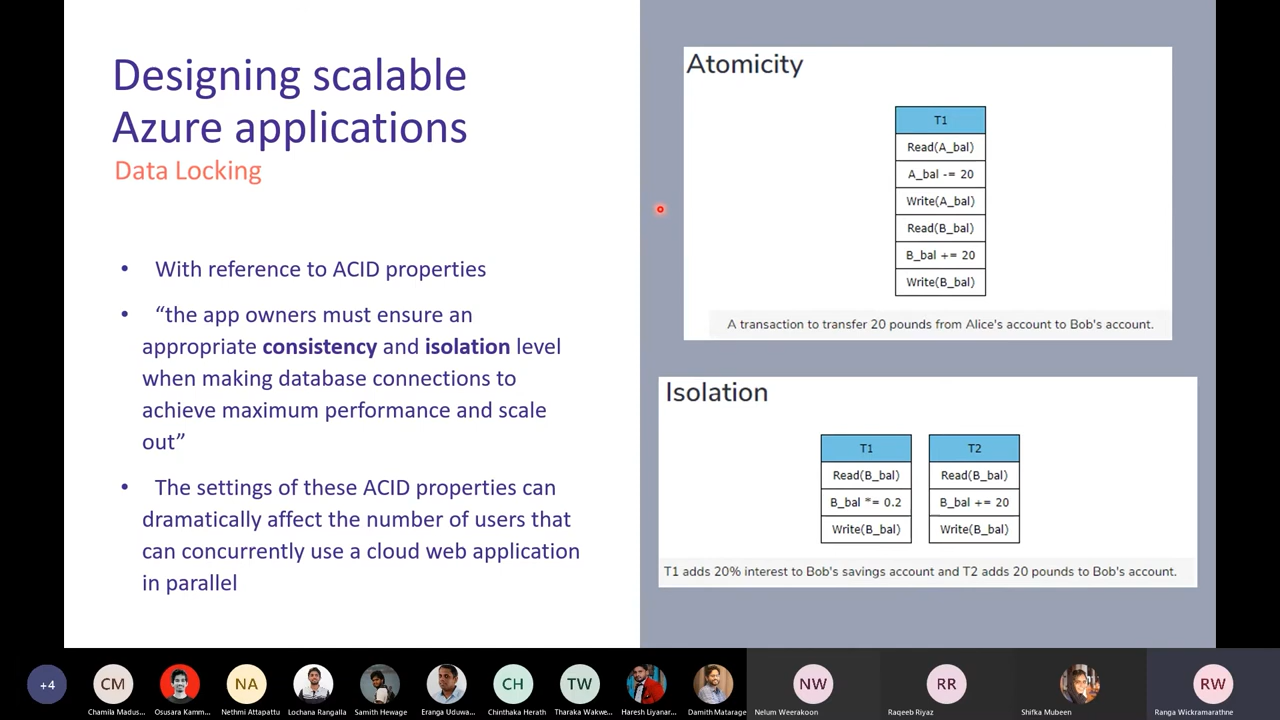 Designing scalable
Azure applications
Data Locking
• With reference to ACID properties
• “the app owners must ensure an
appropriate consistency and isolation level
when making database connections to
achieve maximum performance and scale
out”
• The settings of these ACID properties can
dramatically affect the number of users that
can concurrently use a cloud web application
in parallel
Atomicity
T1
Read(A_bal)
A_bal -= 20
Write(A_bal)
Read(B_bal)
B_bal += 20
Write(B_bal)
A transaction to transfer 20 pounds from Alice's account to Bob's account.
Isolation
T1 T2
Read(B_bal) Read(B_bal)
B_bal *= 0.2 B_bal += 20
Write(B_bal) Write(B_bal)
T1 adds 20% interest to Bob's savings account and T2 adds 20 pounds to Bob's account.
+4 CM NA CH TW NW RR RW
Chamila Madus... Osusara Kamm... Nethmi Attapattu Lochana Rangalla Samith Hewage Eranga Uduwa... Chinthaka Herath Tharaka Wakwe... Haresh Liyanar... Damith Matarage Nelum Weerakoon Raqeeb Riyaz Shifka Mubeen Ranga Wickramarathne